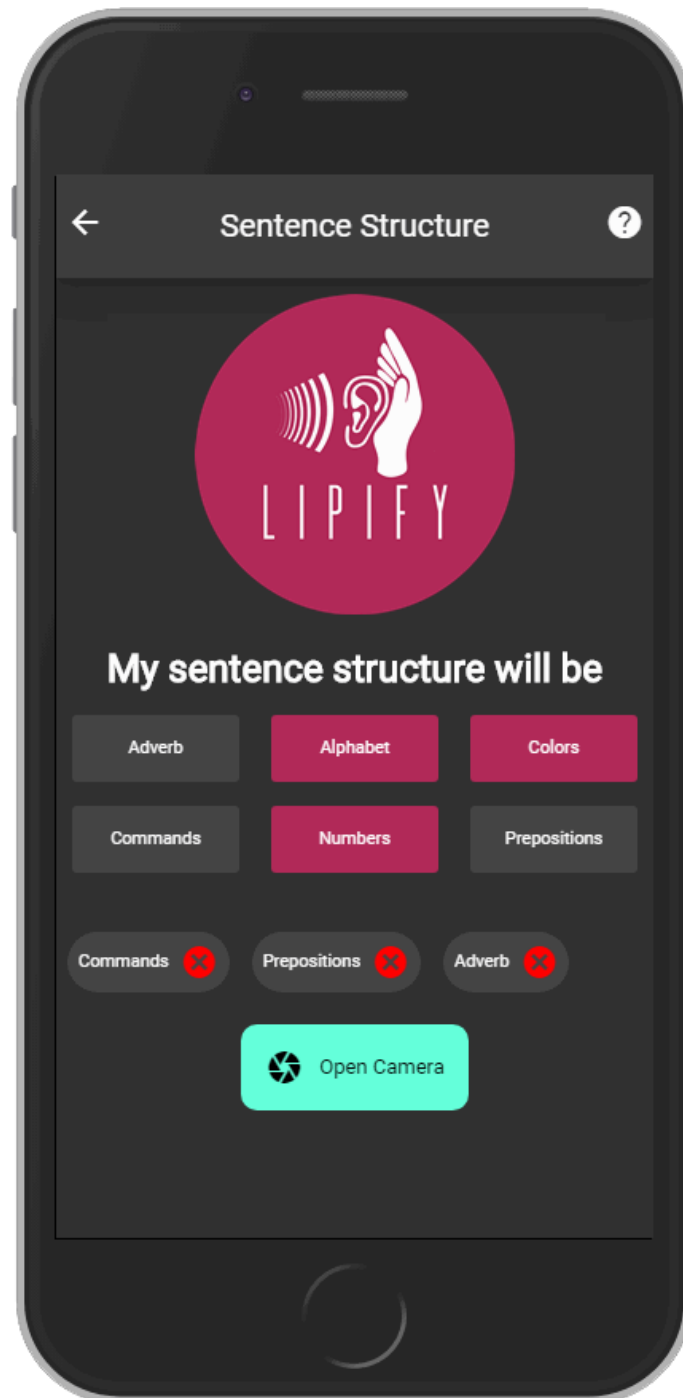 Sentence Structure
LIPIFY
My sentence structure will be
Adverb Alphabet Colors
Commands Numbers Prepositions
Commands Prepositions Adverb
Open Camera